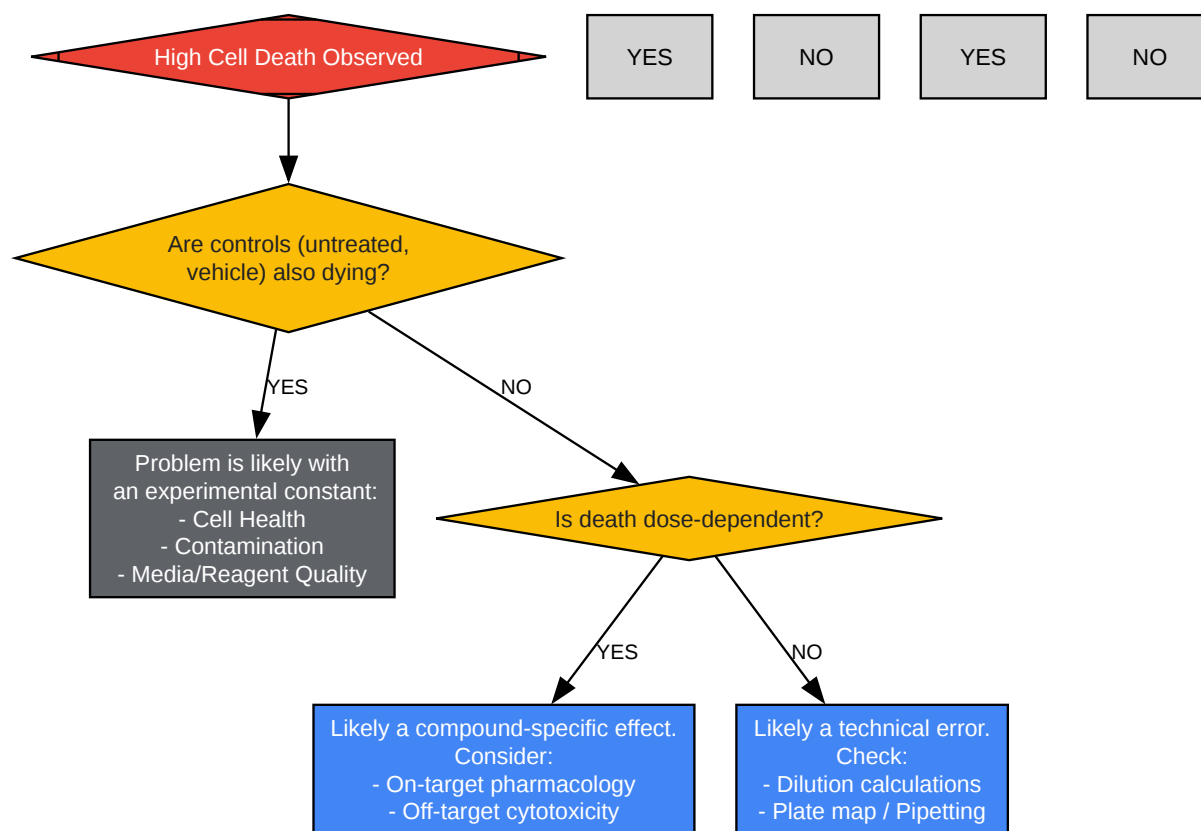 High Cell Death Observed
YES
NO
YES
NO
Are controls (untreated,
vehicle) also dying?
YES
NO
Problem is likely with
an experimental constant:
- Cell Health
- Contamination
- Media/Reagent Quality
Is death dose-dependent?
YES
NO
Likely a compound-specific effect.
Consider:
- On-target pharmacology
- Off-target cytotoxicity
Likely a technical error.
Check:
- Dilution calculations
- Plate map / Pipetting